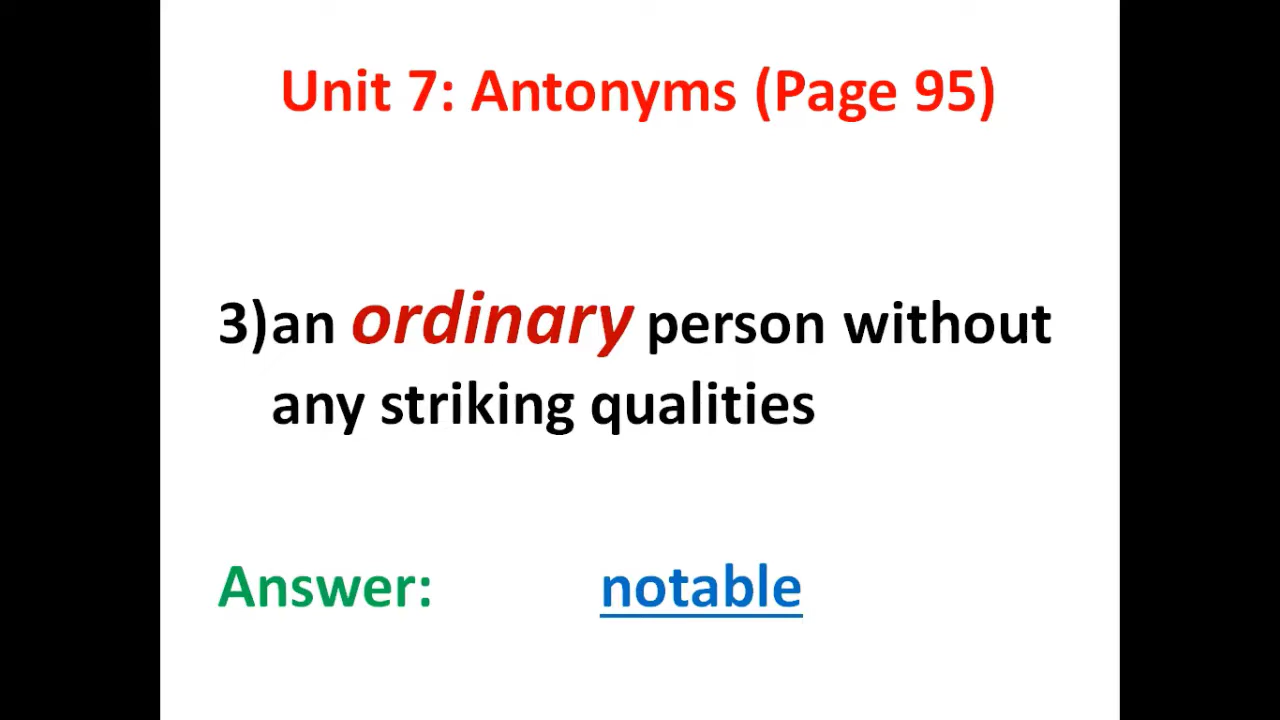 Unit 7: Antonyms (Page 95)
3)an ordinary person without
any striking qualities
Answer: notable